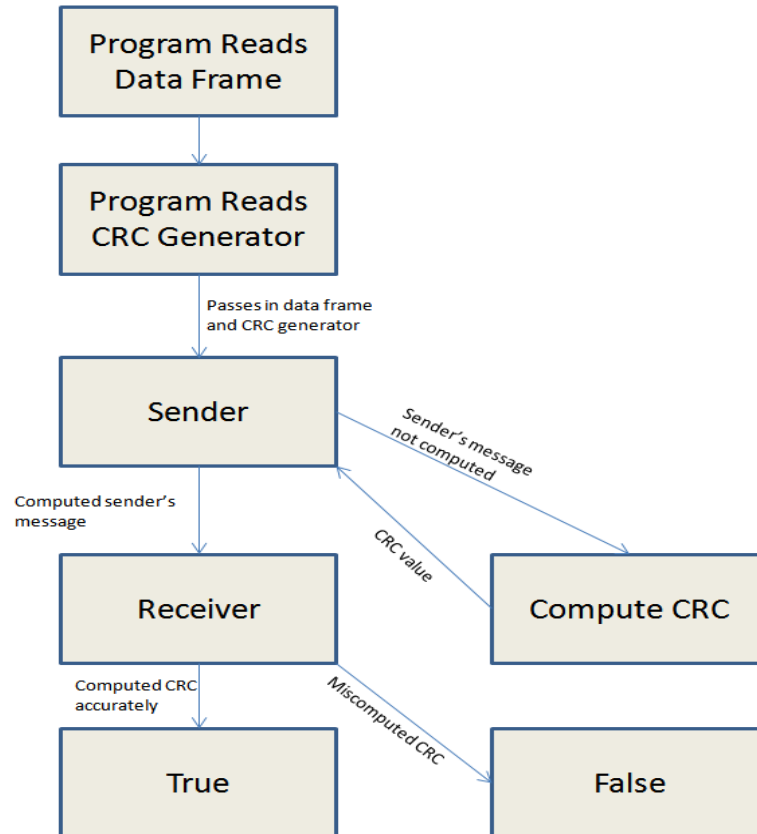 Program Reads
Data Frame
Program Reads
CRC Generator
Passes in data frame
and CRC generator
Sender
Sender's message
not computed
Computed sender's
message
CRC value
Receiver
Compute CRC
Computed CRC
accurately
Miscomputed CRC
True
False